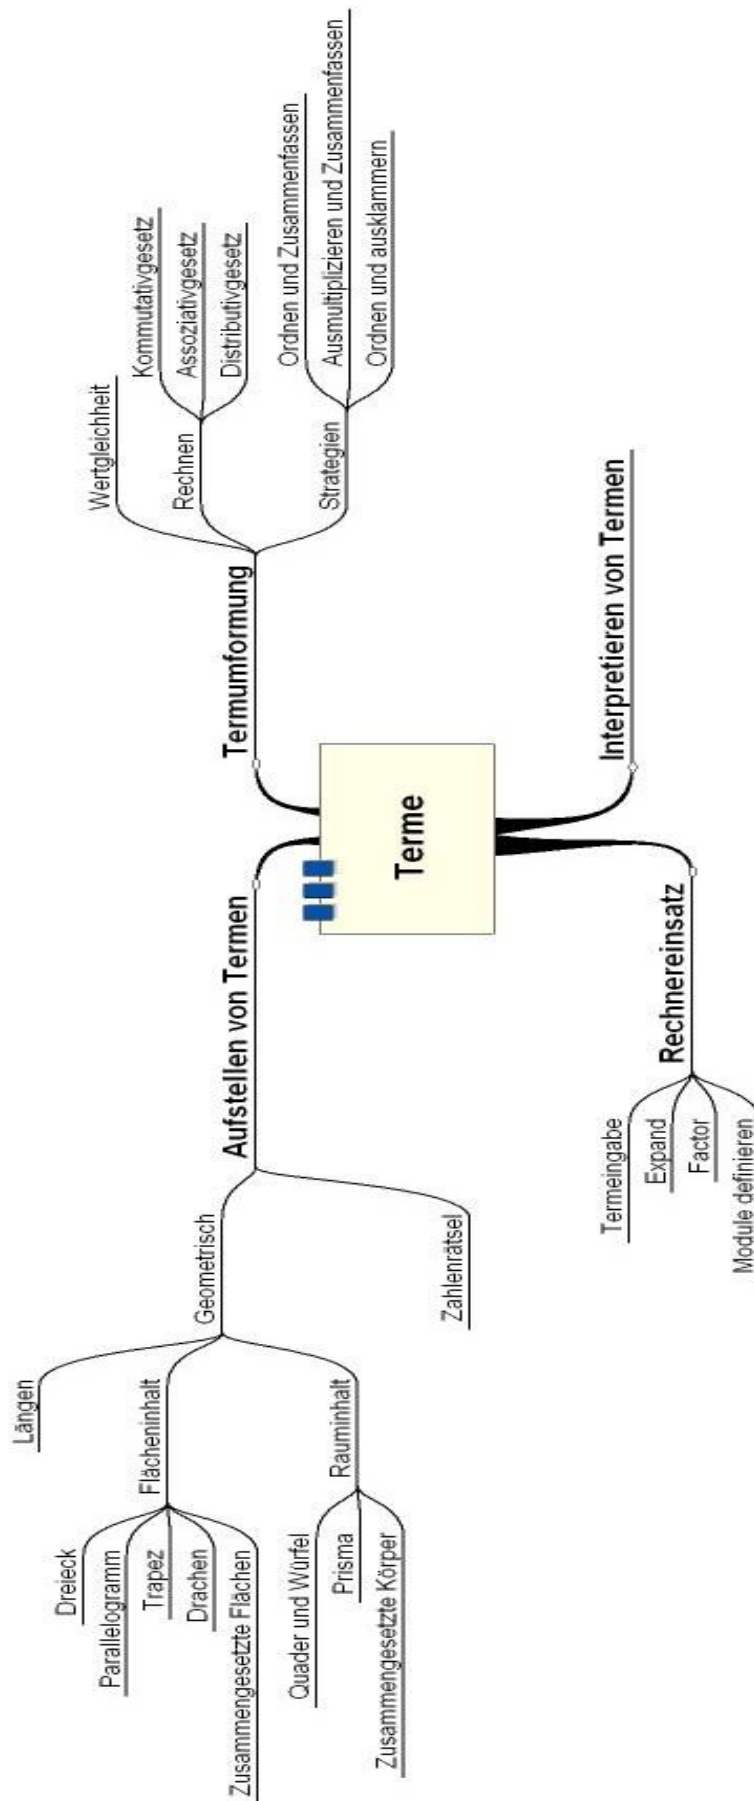 Terme
Termumformung
Wertgleichheit
Rechnen
Kommutativgesetz
Assoziativgesetz
Distributivgesetz
Strategien
Ordnen und Zusammenfassen
Ausmultiplizieren und Zusammenfassen
Ordnen und ausklammern
Interpretieren von Termen
Aufstellen von Termen
Geometrisch
Längen
Flächeninhalt
Dreieck
Parallelogramm
Trapez
Drachen
Zusammengesetzte Flächen
Rauminhalt
Quader und Würfel
Prisma
Zusammengesetzte Körper
Zahlenrätsel
Rechnereinsatz
Termeingabe
Expand
Factor
Module definieren